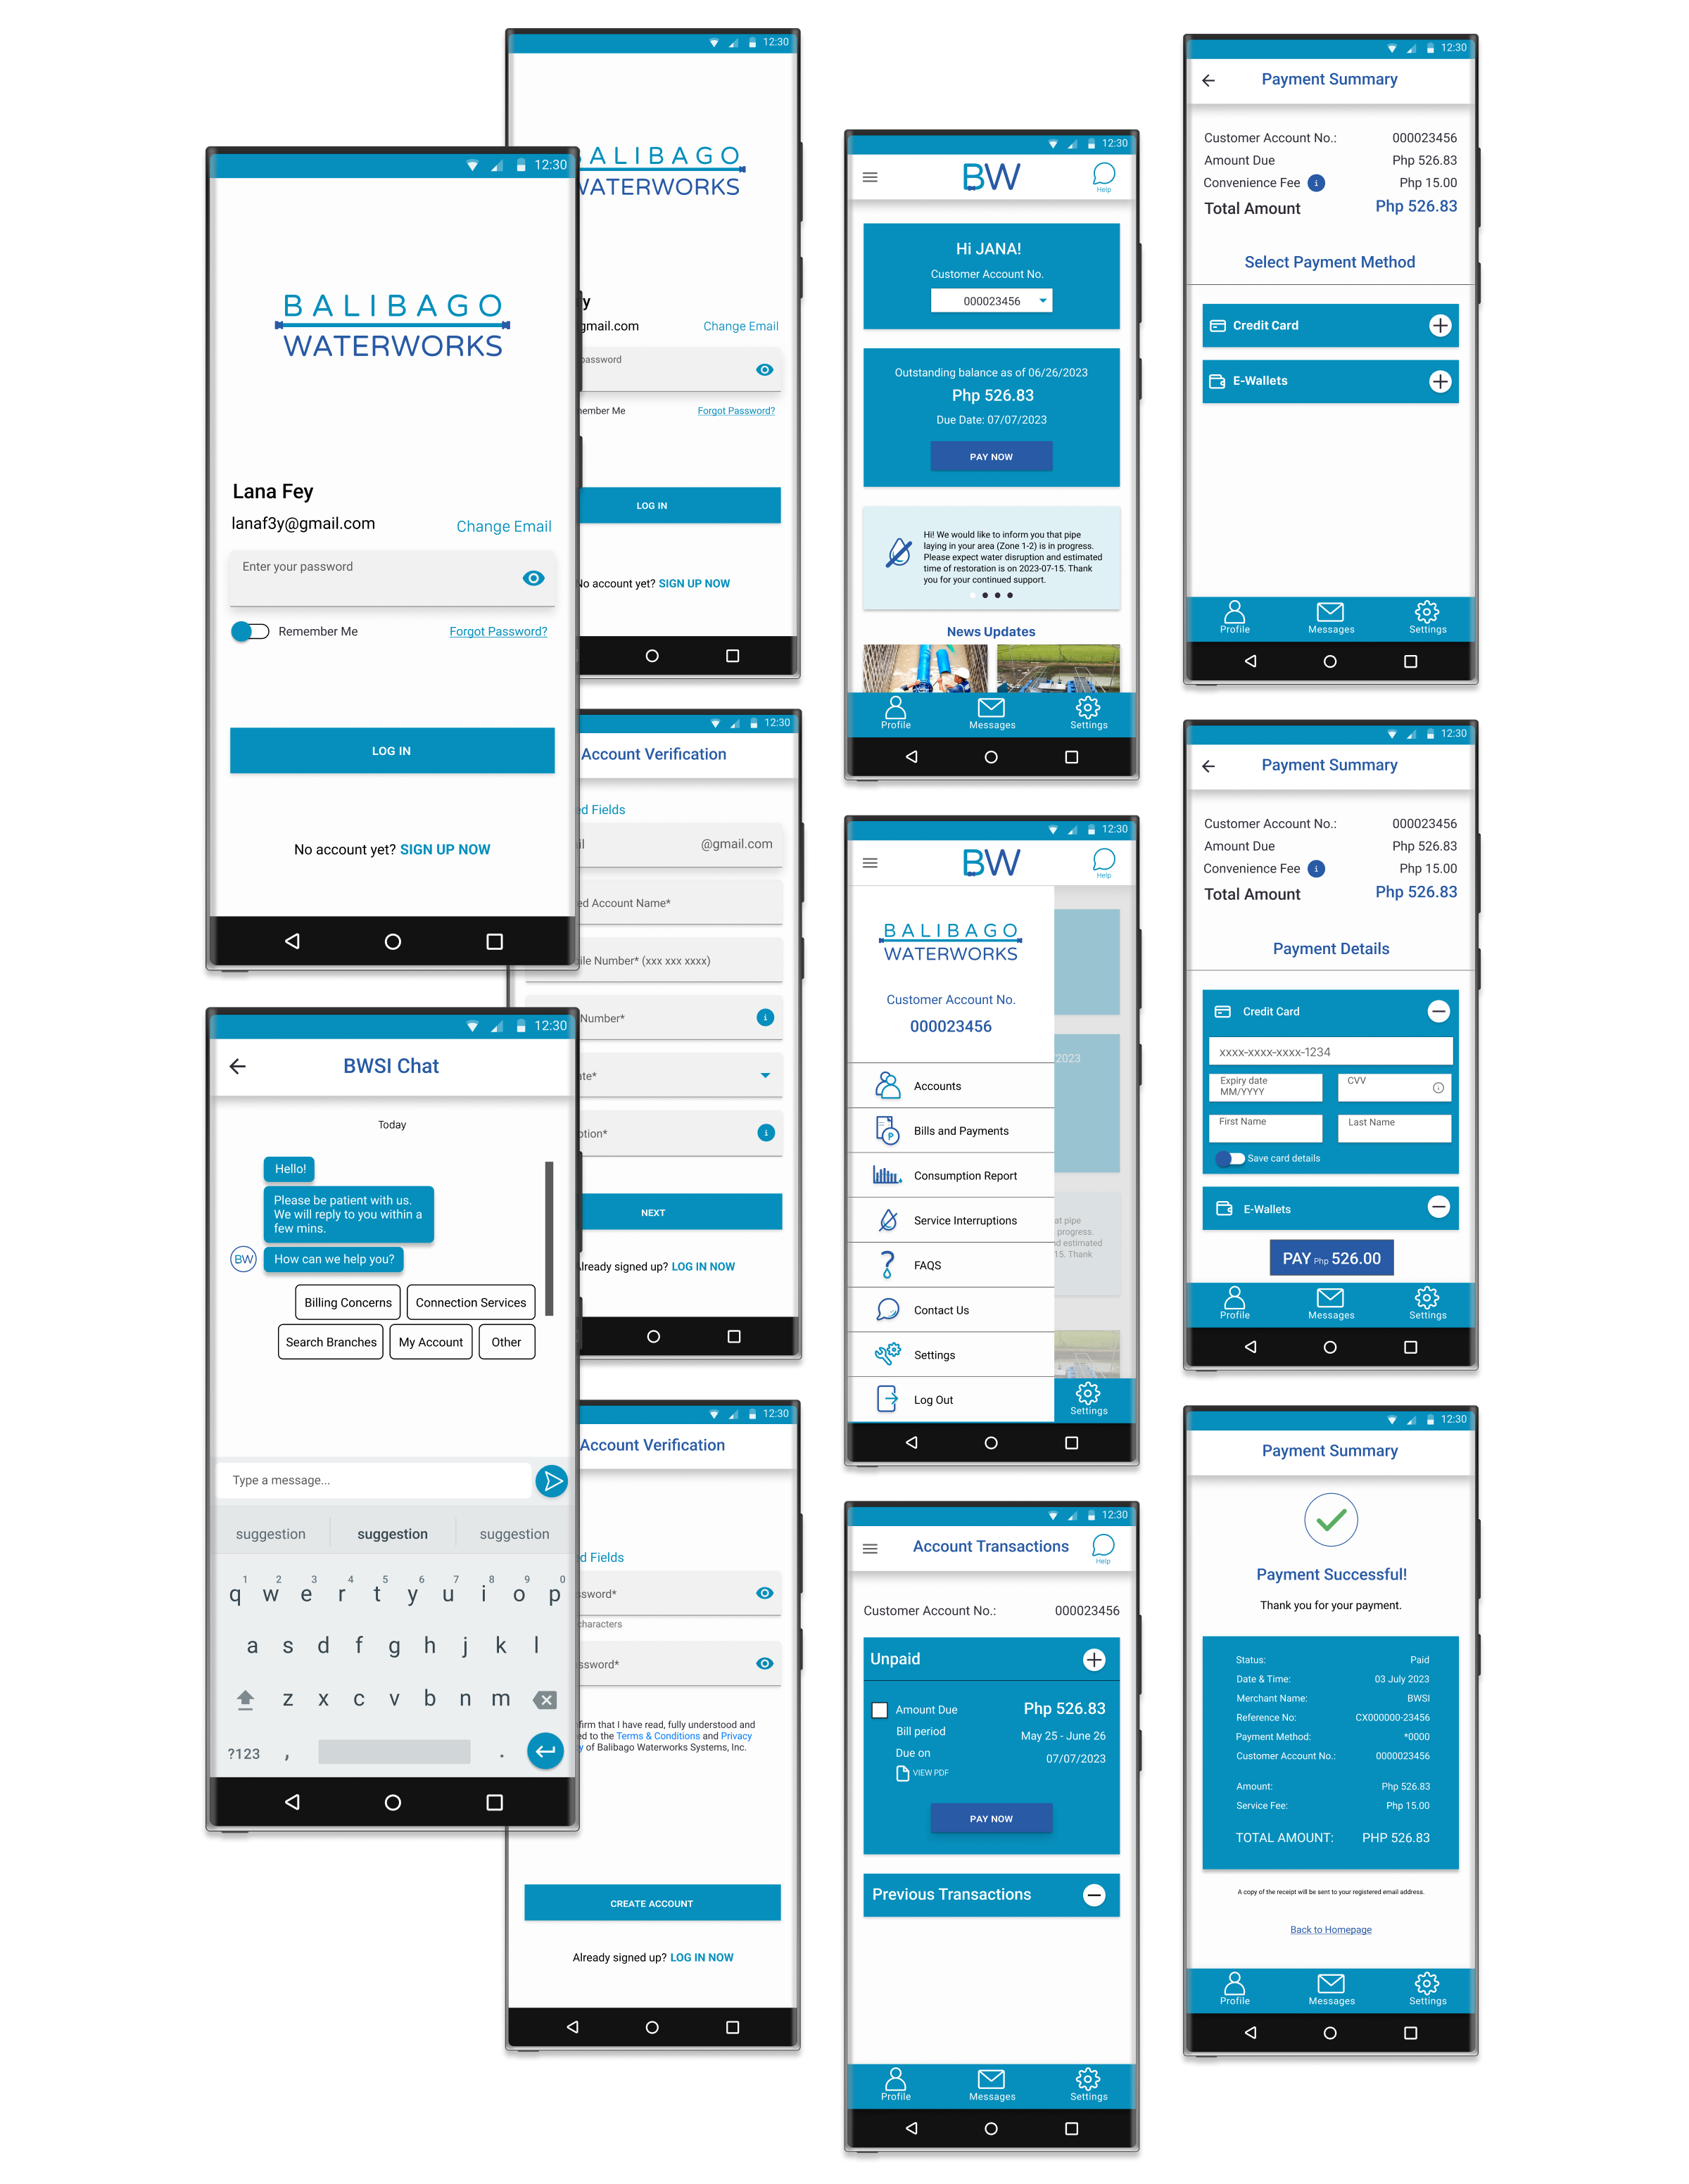 12:30
BALIBAGO
WATERWORKS
Lana Fey
lanaf3y@gmail.com
Change Email
Enter your password
Remember Me
Forgot Password?
LOG IN
No account yet? SIGN UP NOW
12:30
BWSI Chat
Today
Hello!
Please be patient with us.
We will reply to you within a
few mins.
BW
How can we help you?
Billing Concerns
Connection Services
Search Branches
My Account
Other
Type a message...
suggestion
suggestion
suggestion
1 2 3 4 5 6 7 8 9 0
q w e r t y u i o p
a s d f g h j k l
z x c v b n m
?123 , .
12:30
ALIBAGO
WATERWORKS
y
gmail.com
Change Email
password
ember Me
Forgot Password?
LOG IN
No account yet? SIGN UP NOW
12:30
Account Verification
ed Fields
il
@gmail.com
ed Account Name*
ile Number* (xxx xxx xxxx)
Number*
i
te*
tion*
i
NEXT
Already signed up? LOG IN NOW
12:30
Account Verification
ed Fields
ssword*
characters
ssword*
firm that I have read, fully understood and
ed to the Terms & Conditions and Privacy
y of Balibago Waterworks Systems, Inc.
CREATE ACCOUNT
Already signed up? LOG IN NOW
12:30
BW
Help
Hi JANA!
Customer Account No.
000023456
Outstanding balance as of 06/26/2023
Php 526.83
Due Date: 07/07/2023
PAY NOW
Hi! We would like to inform you that pipe
laying in your area (Zone 1-2) is in progress.
Please expect water disruption and estimated
time of restoration is on 2023-07-15. Thank
you for your continued support.
News Updates
Profile
Messages
Settings
12:30
BW
Help
BALIBAGO
WATERWORKS
Customer Account No.
000023456
Accounts
Bills and Payments
Consumption Report
Service Interruptions
FAQS
Contact Us
Settings
Log Out
/2023
at pipe
progress.
d estimated
15. Thank
Settings
12:30
Account Transactions
Help
Customer Account No.:
000023456
Unpaid
Amount Due
Php 526.83
Bill period
May 25 - June 26
Due on
07/07/2023
VIEW PDF
PAY NOW
Previous Transactions
Profile
Messages
Settings
12:30
Payment Summary
Customer Account No.:
000023456
Amount Due
Php 526.83
Convenience Fee i
Php 15.00
Total Amount
Php 526.83
Select Payment Method
Credit Card
E-Wallets
Profile
Messages
Settings
12:30
Payment Summary
Customer Account No.:
000023456
Amount Due
Php 526.83
Convenience Fee i
Php 15.00
Total Amount
Php 526.83
Payment Details
Credit Card
xxxx-xxxx-xxxx-1234
Expiry date
MM/YYYY
CVV
First Name
Last Name
Save card details
E-Wallets
PAY Php 526.00
Profile
Messages
Settings
12:30
Payment Summary
Payment Successful!
Thank you for your payment.
Status:
Paid
Date & Time:
03 July 2023
Merchant Name:
BWSI
Reference No:
CX000000-23456
Payment Method:
*0000
Customer Account No.:
0000023456
Amount:
Php 526.83
Service Fee:
Php 15.00
TOTAL AMOUNT:
PHP 526.83
A copy of the receipt will be sent to your registered email address.
Back to Homepage
Profile
Messages
Settings